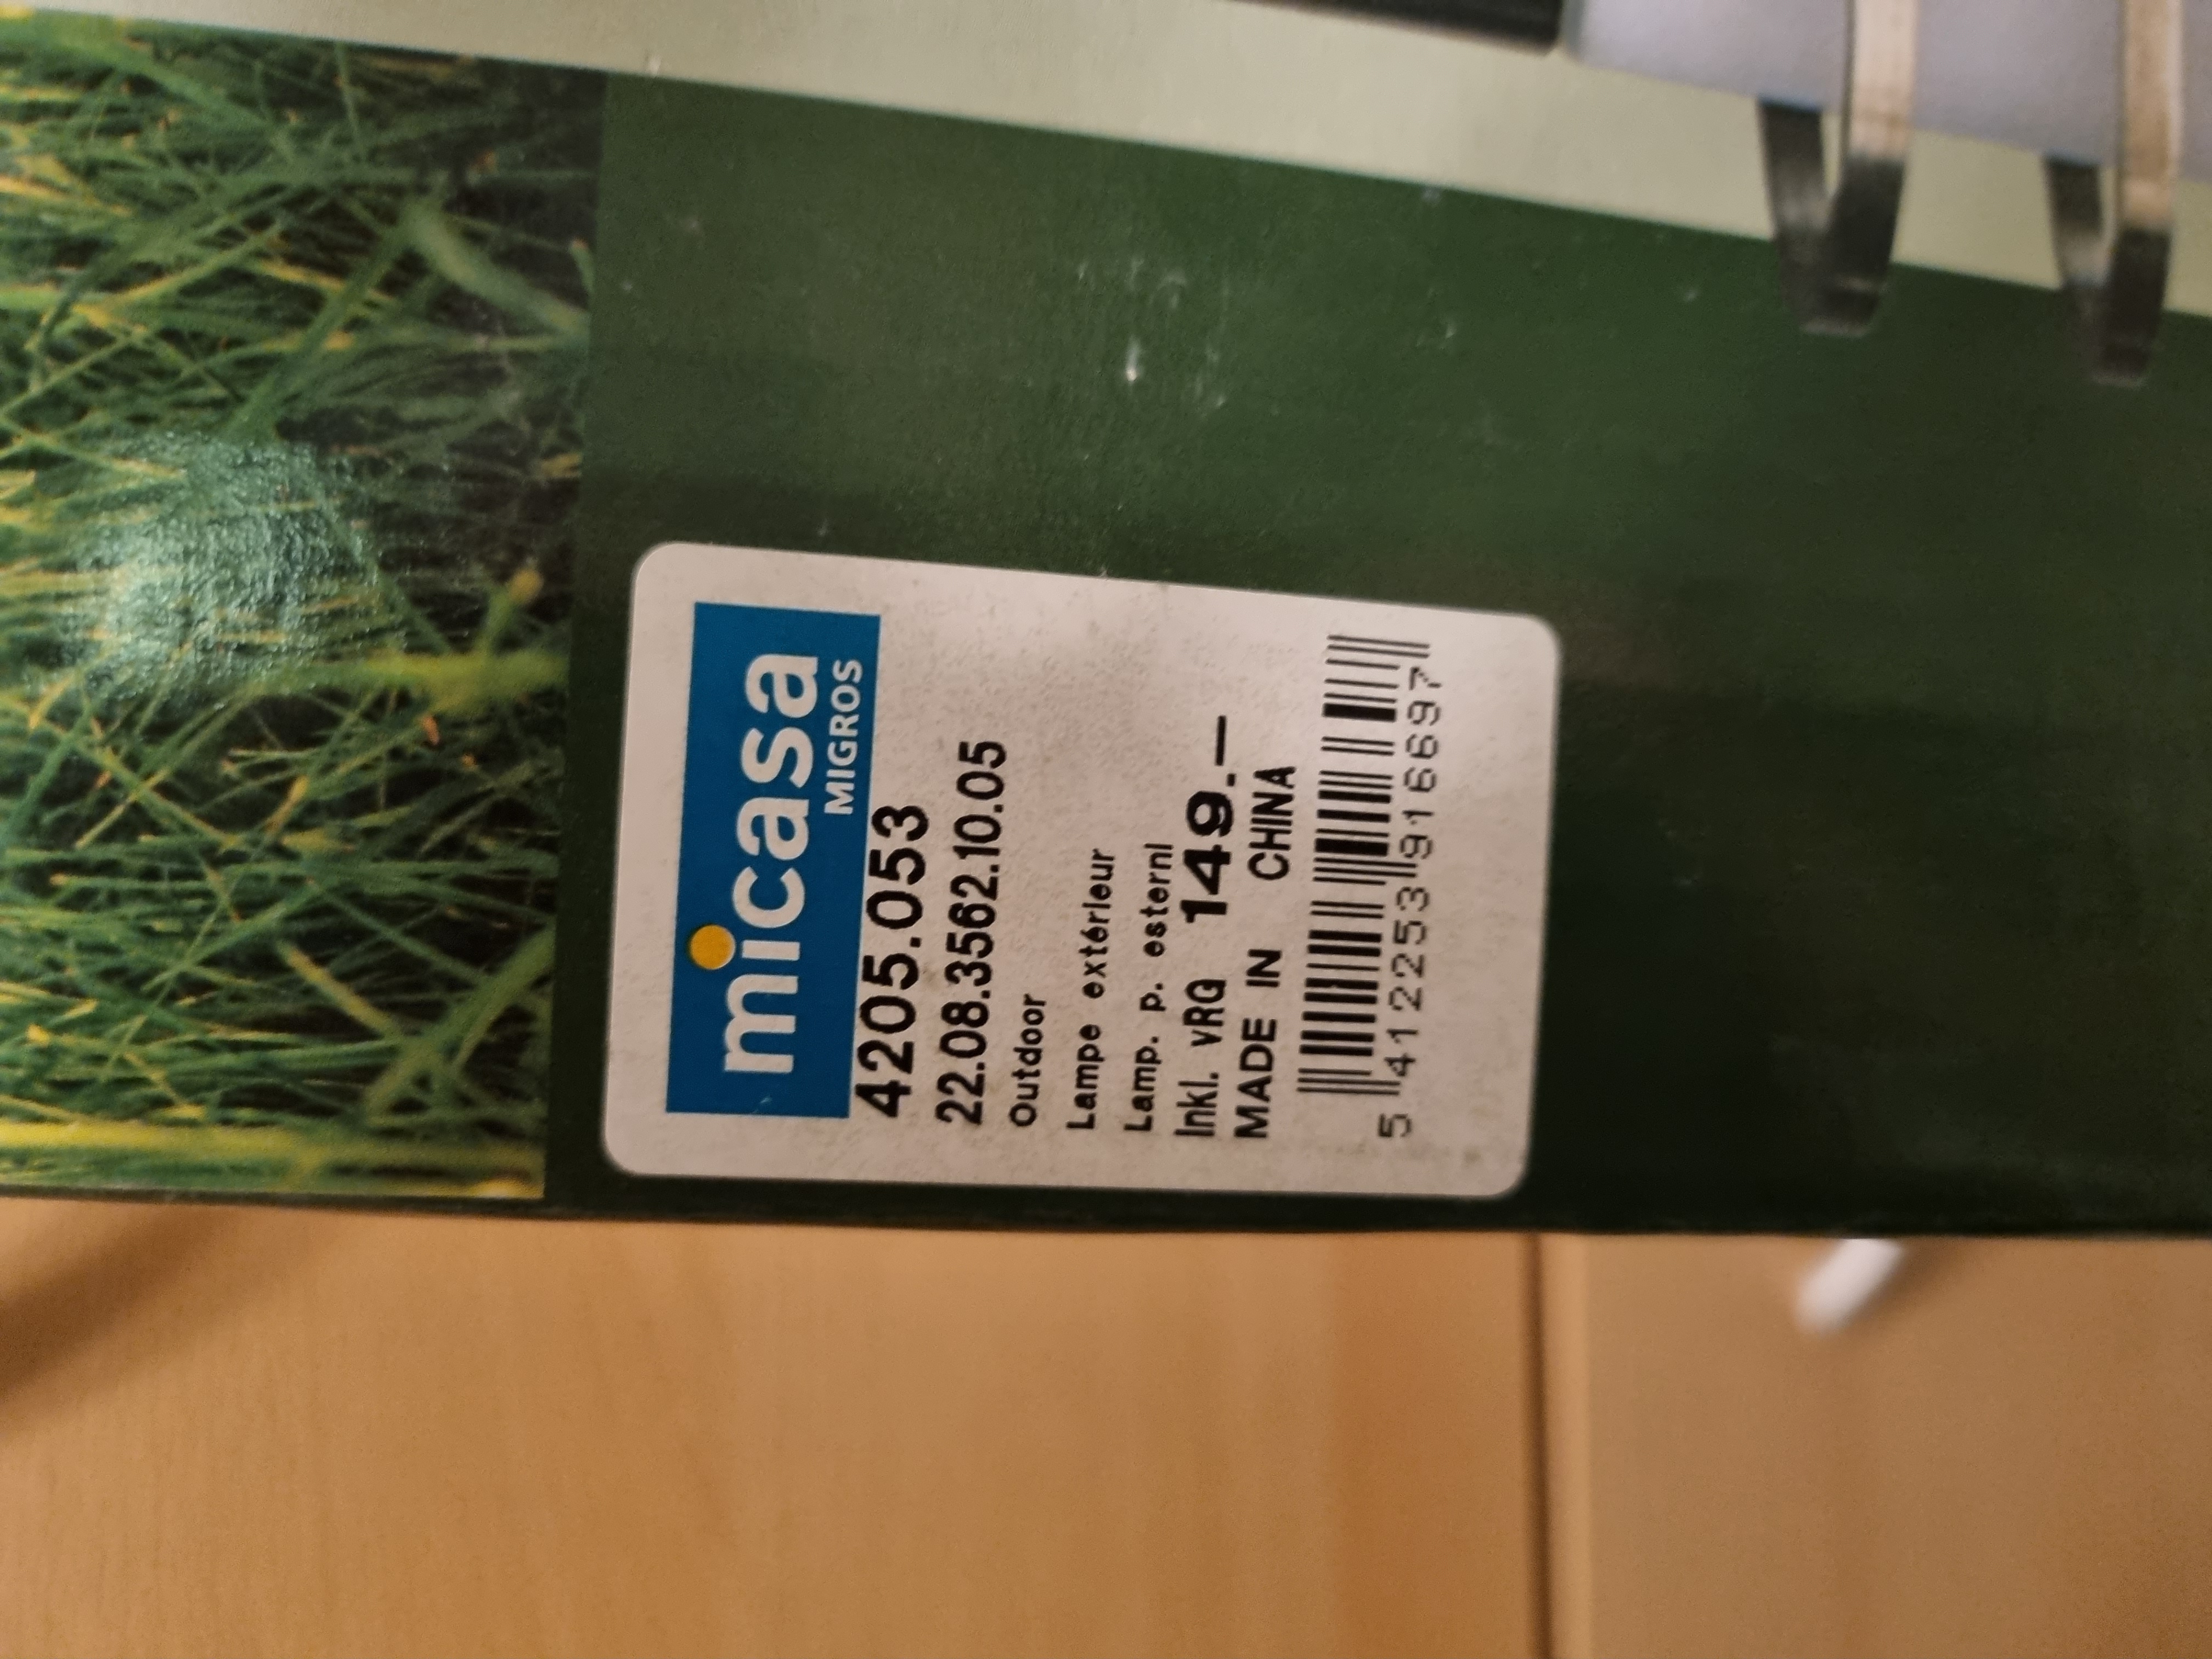 micasa
MIGROS
4205.053
22.08.3562.10.05
Outdoor
Lampe extérieur
Lamp. p. esterni
Inkl. vRG 149.–
MADE IN CHINA
5 412253 916697